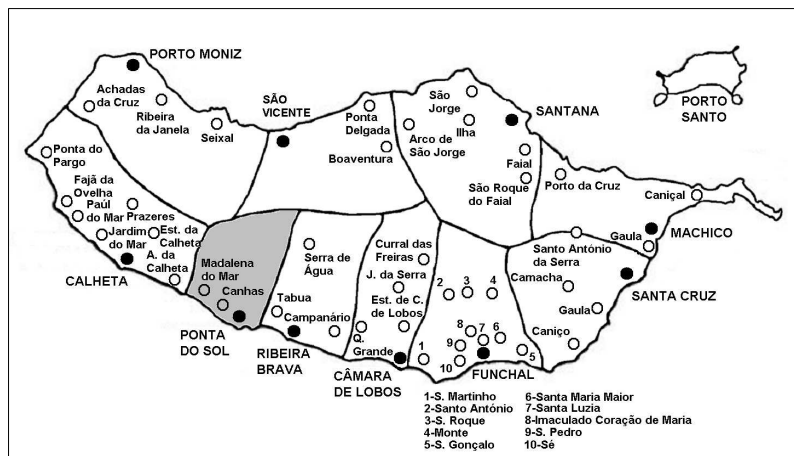 PORTO MONIZ
Achadas
da Cruz
Ribeira
da Janela
Seixal
SÃO
VICENTE
Ponta
Delgada
Boaventura
São
Jorge
Ilha
Arco de
São Jorge
SANTANA
Faial
São Roque
do Faial
PORTO
SANTO
Porto da Cruz
Caniçal
MACHICO
Gaula
Santo António
da Serra
Camacha
SANTA CRUZ
Gaula
Caniço
Ponta do
Pargo
Fajã da
Ovelha
Paúl
do Mar
Prazeres
Jardim
do Mar
Est. da
Calheta
A. da
Calheta
CALHETA
Madalena
do Mar
Canhas
PONTA
DO SOL
Serra de
Água
Tabua
Campanário
RIBEIRA
BRAVA
Curral das
Freiras
J. da Serra
Est. de C.
de Lobos
Q.
Grande
CÂMARA
DE LOBOS
2 3 4
8 7 6
9
1 10 5
FUNCHAL
1-S. Martinho
2-Santo António
3-S. Roque
4-Monte
5-S. Gonçalo
6-Santa Maria Maior
7-Santa Luzia
8-Imaculado Coração de Maria
9-S. Pedro
10-Sé